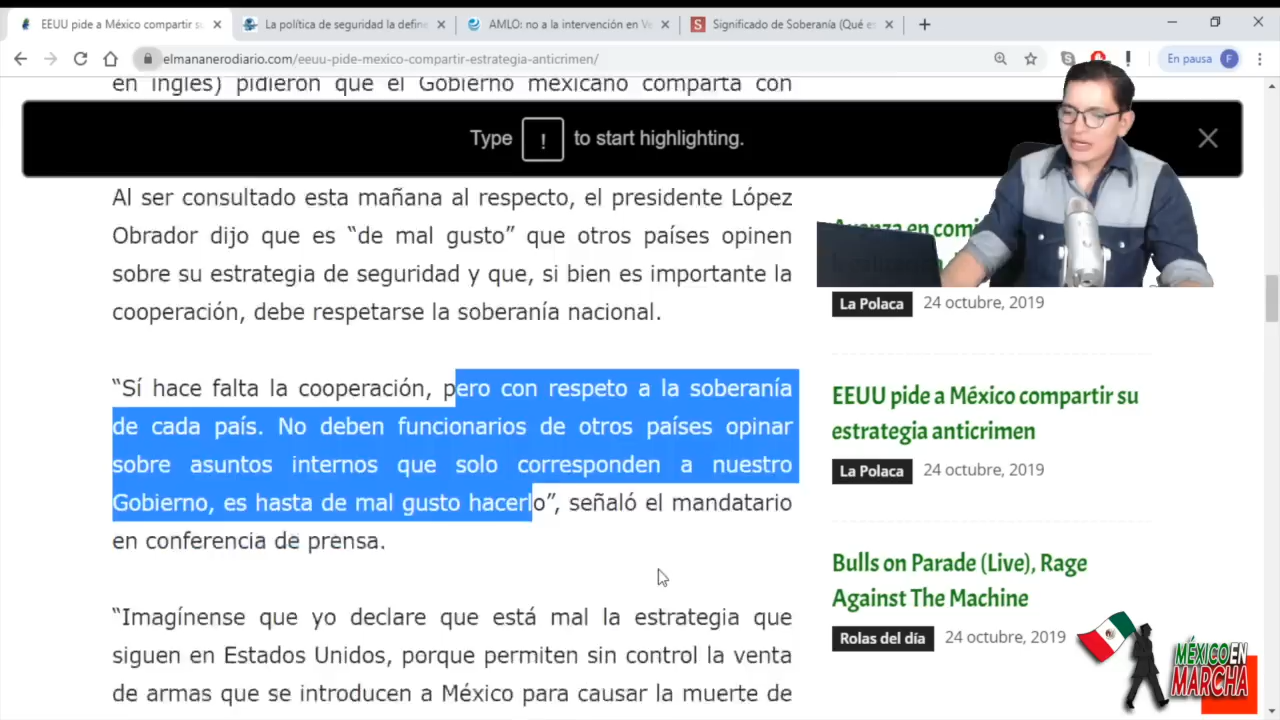 EEUU pide a México compartir su
La política de seguridad la define
AMLO: no a la intervención en Ve
Significado de Soberanía (Qué es
elmananerodiario.com/eeuu-pide-mexico-compartir-estrategia-anticrimen/
En pausa
F
en inglés) pidieron que el Gobierno mexicano comparta con
Type ! to start highlighting.
Al ser consultado esta mañana al respecto, el presidente López
Obrador dijo que es “de mal gusto” que otros países opinen
sobre su estrategia de seguridad y que, si bien es importante la
cooperación, debe respetarse la soberanía nacional.
“Sí hace falta la cooperación, pero con respeto a la soberanía
de cada país. No deben funcionarios de otros países opinar
sobre asuntos internos que solo corresponden a nuestro
Gobierno, es hasta de mal gusto hacerlo”, señaló el mandatario
en conferencia de prensa.
“Imagínense que yo declare que está mal la estrategia que
siguen en Estados Unidos, porque permiten sin control la venta
de armas que se introducen a México para causar la muerte de
Avanza en comi
La Polaca 24 octubre, 2019
EEUU pide a México compartir su
estrategia anticrimen
La Polaca 24 octubre, 2019
Bulls on Parade (Live), Rage
Against The Machine
Rolas del día 24 octubre, 2019
MÉXICO EN
MARCHA